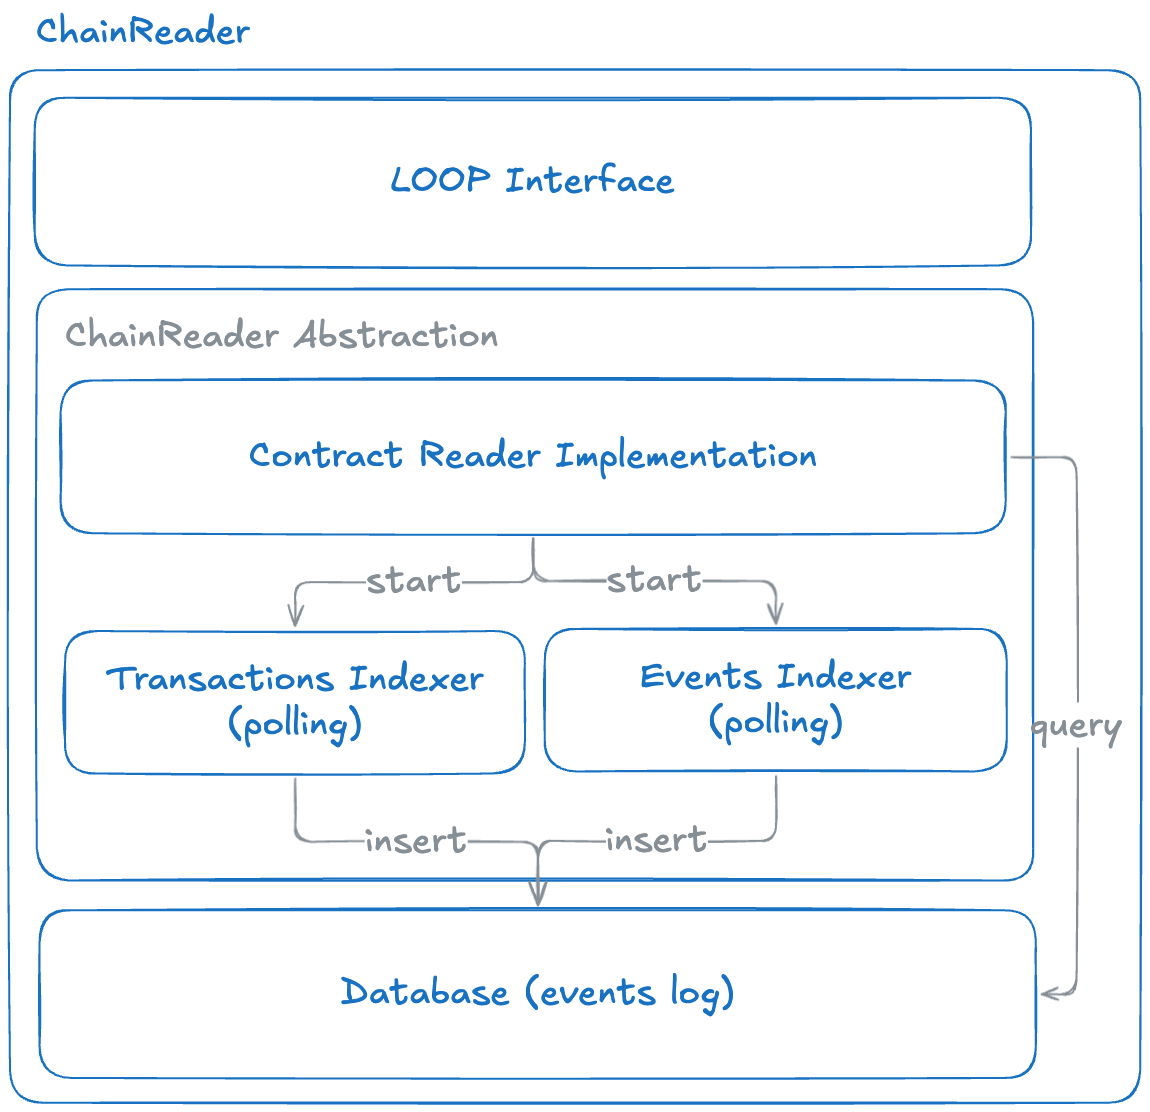 ChainReader
LOOP Interface
ChainReader Abstraction
Contract Reader Implementation
start
start
Transactions Indexer
(polling)
Events Indexer
(polling)
query
insert
insert
Database (events log)